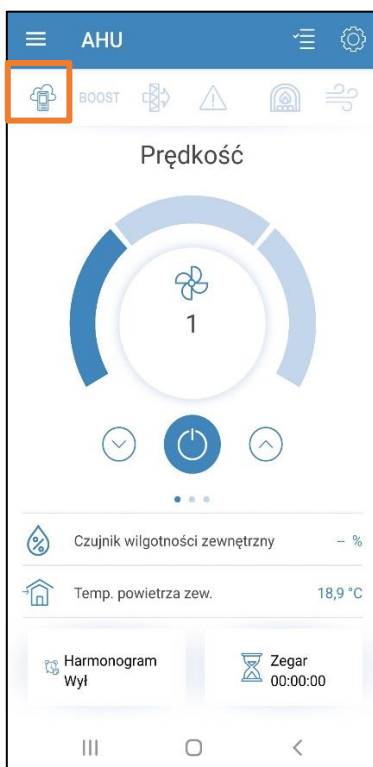 AHU
BOOST
Prędkość
1
Czujnik wilgotności zewnętrzny – %
Temp. powietrza zew. 18,9 °C
Harmonogram
Wył
Zegar
00:00:00